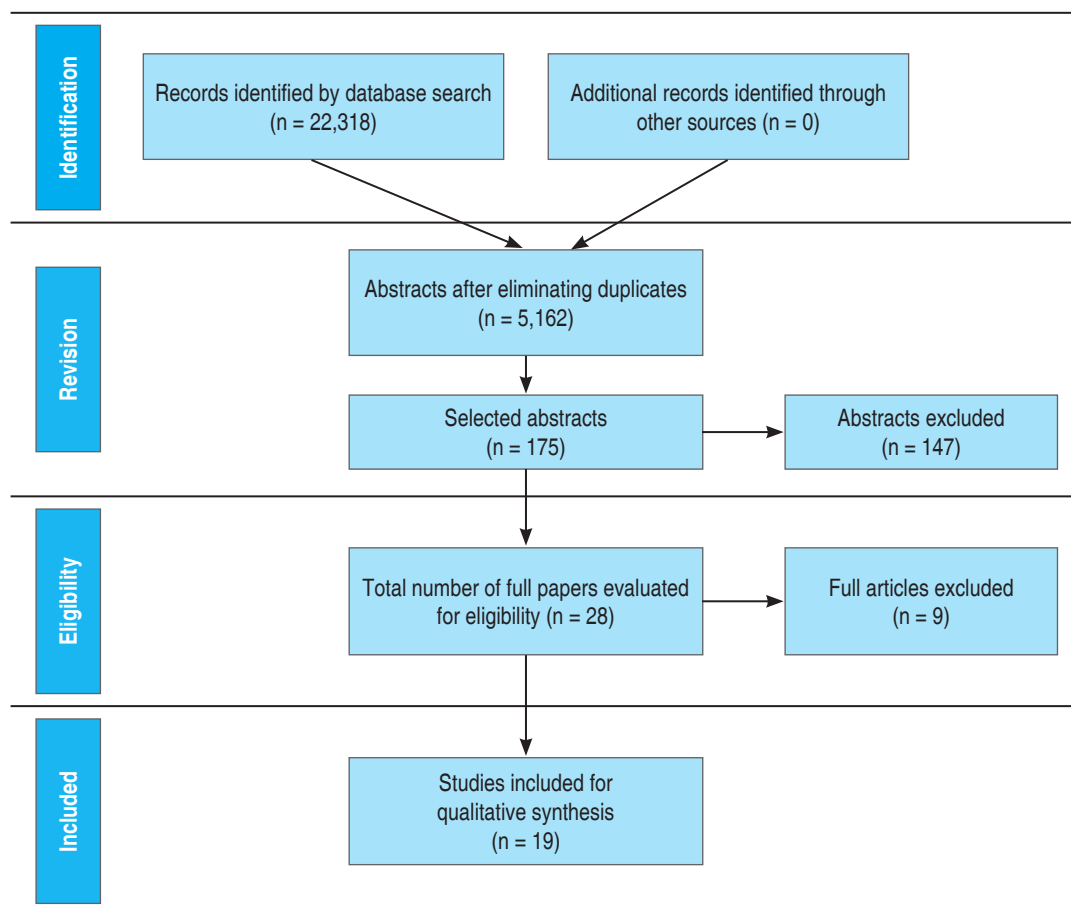 Identification
Records identified by database search
(n = 22,318)
Additional records identified through
other sources (n = 0)
Revision
Abstracts after eliminating duplicates
(n = 5,162)
Selected abstracts
(n = 175)
Abstracts excluded
(n = 147)
Eligibility
Total number of full papers evaluated
for eligibility (n = 28)
Full articles excluded
(n = 9)
Included
Studies included for
qualitative synthesis
(n = 19)